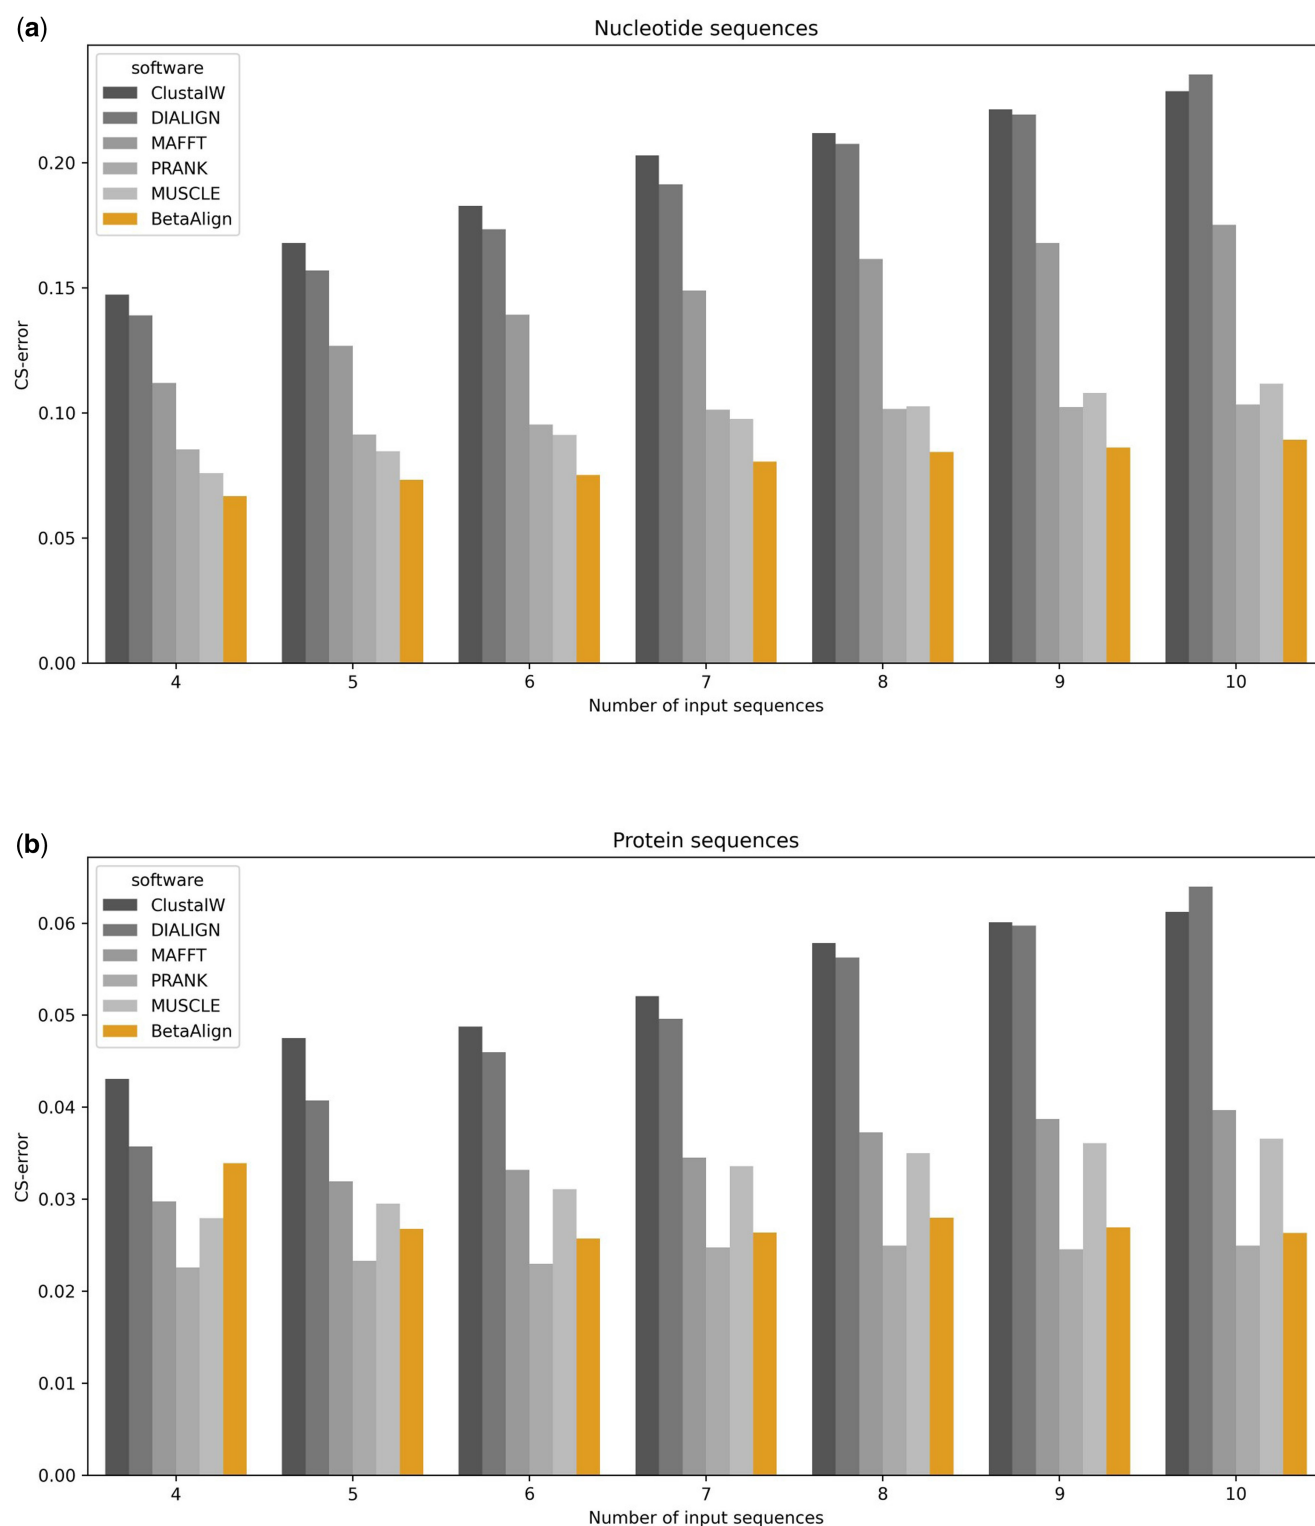 (a)
Nucleotide sequences
software
ClustalW
DIALIGN
MAFFT
PRANK
MUSCLE
BetaAlign
CS-error
0.20
0.15
0.10
0.05
0.00
4 5 6 7 8 9 10
Number of input sequences
(b)
Protein sequences
software
ClustalW
DIALIGN
MAFFT
PRANK
MUSCLE
BetaAlign
CS-error
0.06
0.05
0.04
0.03
0.02
0.01
0.00
4 5 6 7 8 9 10
Number of input sequences